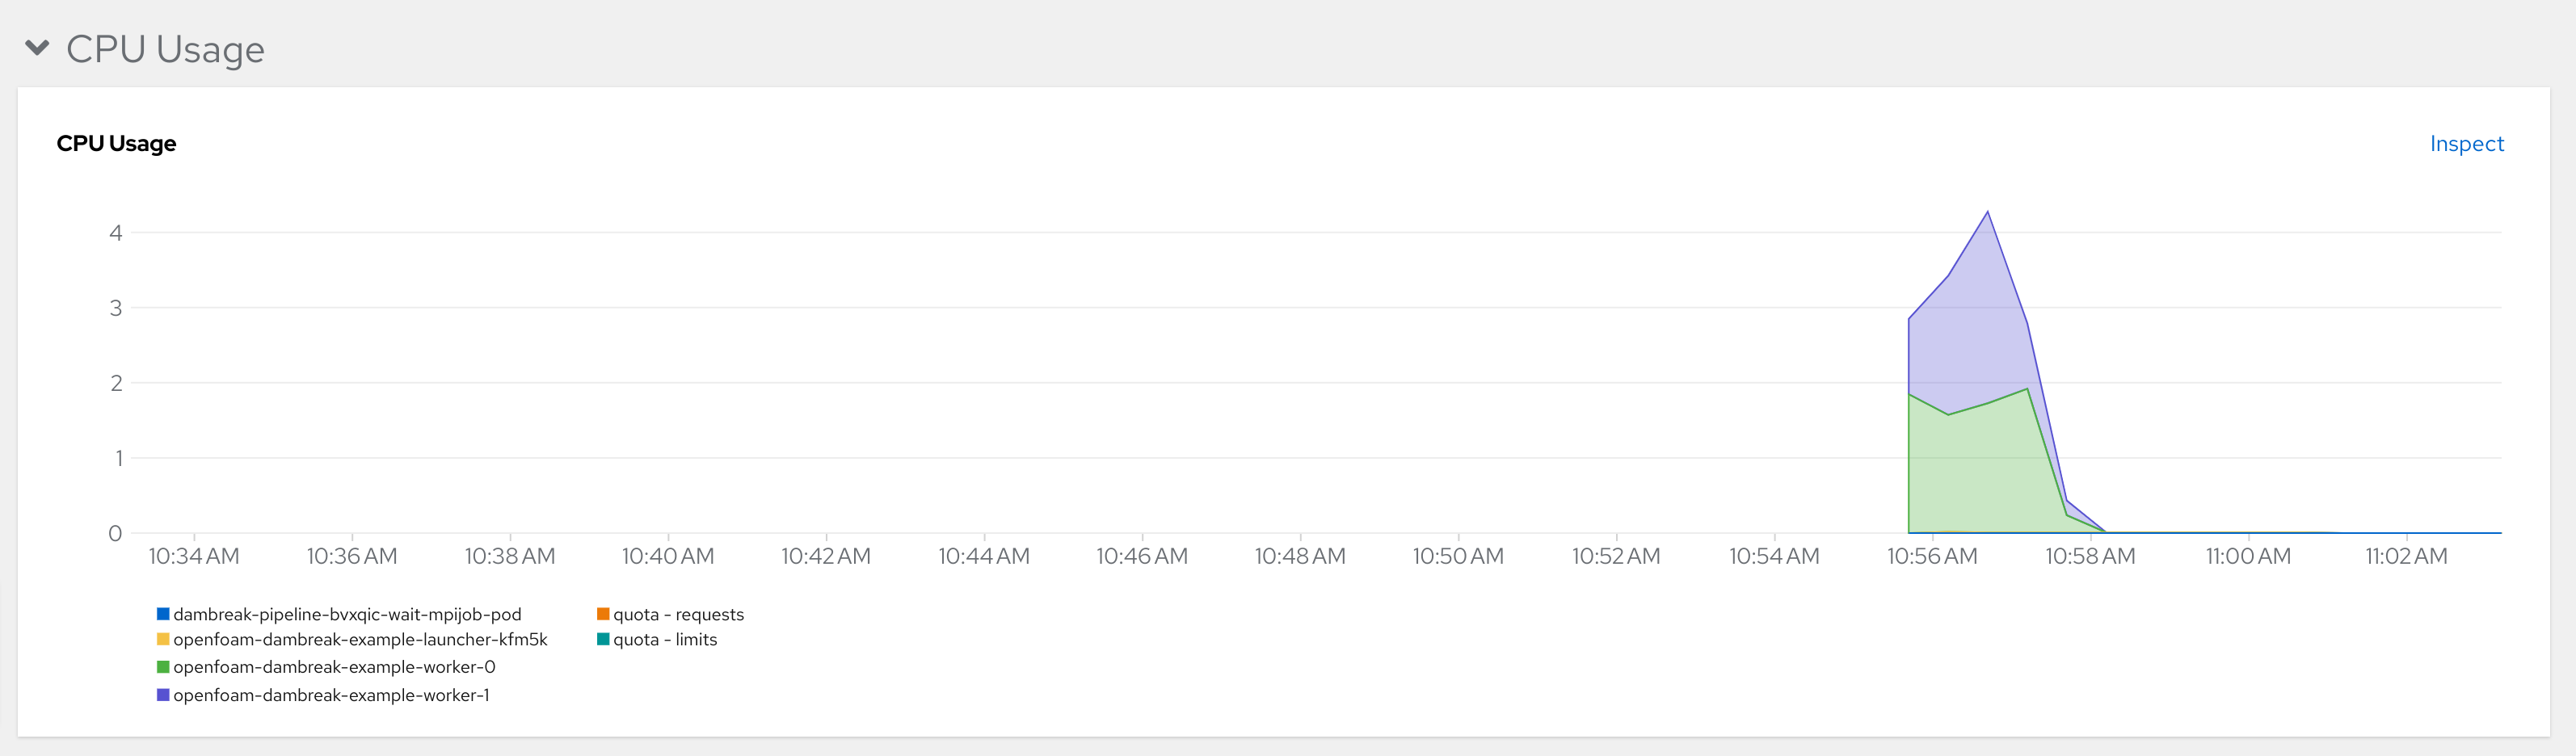 CPU Usage
CPU Usage
Inspect
4
3
2
1
0
10:34 AM 10:36 AM 10:38 AM 10:40 AM 10:42 AM 10:44 AM 10:46 AM 10:48 AM 10:50 AM 10:52 AM 10:54 AM 10:56 AM 10:58 AM 11:00 AM 11:02 AM
dambreak-pipeline-bvxqic-wait-mpijob-pod
openfoam-dambreak-example-launcher-kfm5k
openfoam-dambreak-example-worker-0
openfoam-dambreak-example-worker-1
quota - requests
quota - limits